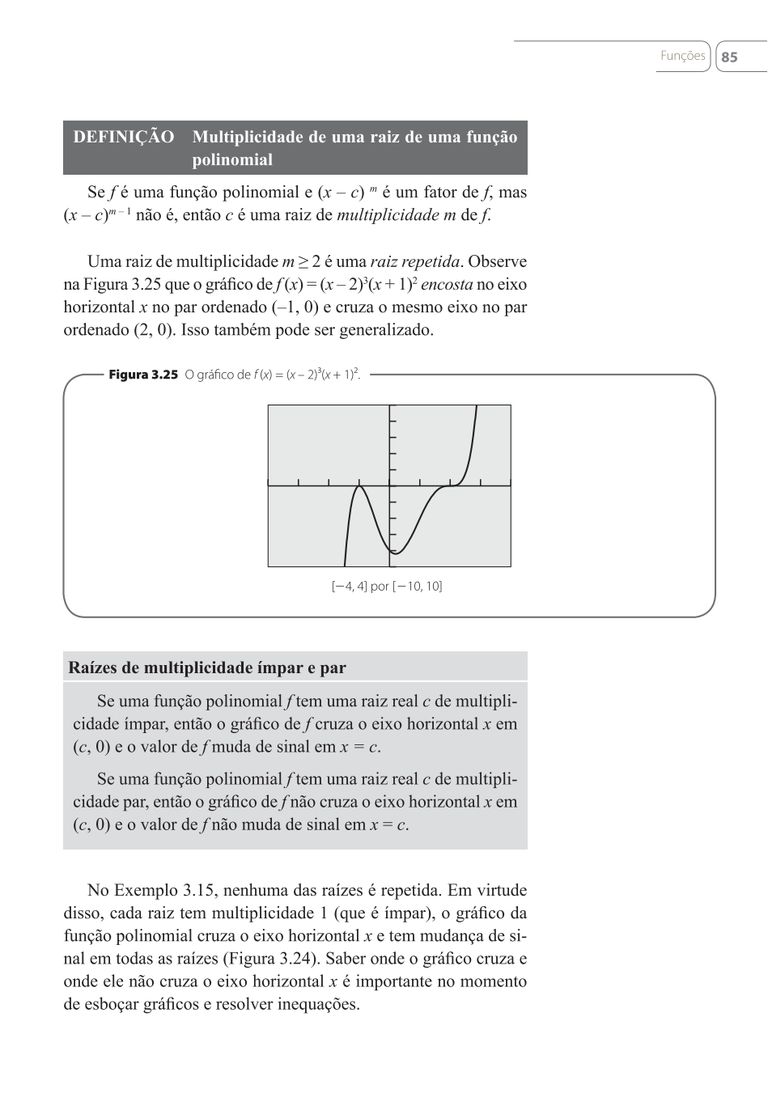 Funções 85
DEFINIÇÃO Multiplicidade de uma raiz de uma função
polinomial
Se f é uma função polinomial e (x – c) ᵐ é um fator de f, mas
(x – c)ᵐ ⁻ ¹ não é, então c é uma raiz de multiplicidade m de f.
Uma raiz de multiplicidade m ≥ 2 é uma raiz repetida. Observe
na Figura 3.25 que o gráfico de f (x) = (x – 2)³(x + 1)² encosta no eixo
horizontal x no par ordenado (–1, 0) e cruza o mesmo eixo no par
ordenado (2, 0). Isso também pode ser generalizado.
Figura 3.25 O gráfico de f (x) = (x – 2)³(x + 1)².
[−4, 4] por [−10, 10]
Raízes de multiplicidade ímpar e par
Se uma função polinomial f tem uma raiz real c de multipli-
cidade ímpar, então o gráfico de f cruza o eixo horizontal x em
(c, 0) e o valor de f muda de sinal em x = c.
Se uma função polinomial f tem uma raiz real c de multipli-
cidade par, então o gráfico de f não cruza o eixo horizontal x em
(c, 0) e o valor de f não muda de sinal em x = c.
No Exemplo 3.15, nenhuma das raízes é repetida. Em virtude
disso, cada raiz tem multiplicidade 1 (que é ímpar), o gráfico da
função polinomial cruza o eixo horizontal x e tem mudança de si-
nal em todas as raízes (Figura 3.24). Saber onde o gráfico cruza e
onde ele não cruza o eixo horizontal x é importante no momento
de esboçar gráficos e resolver inequações.